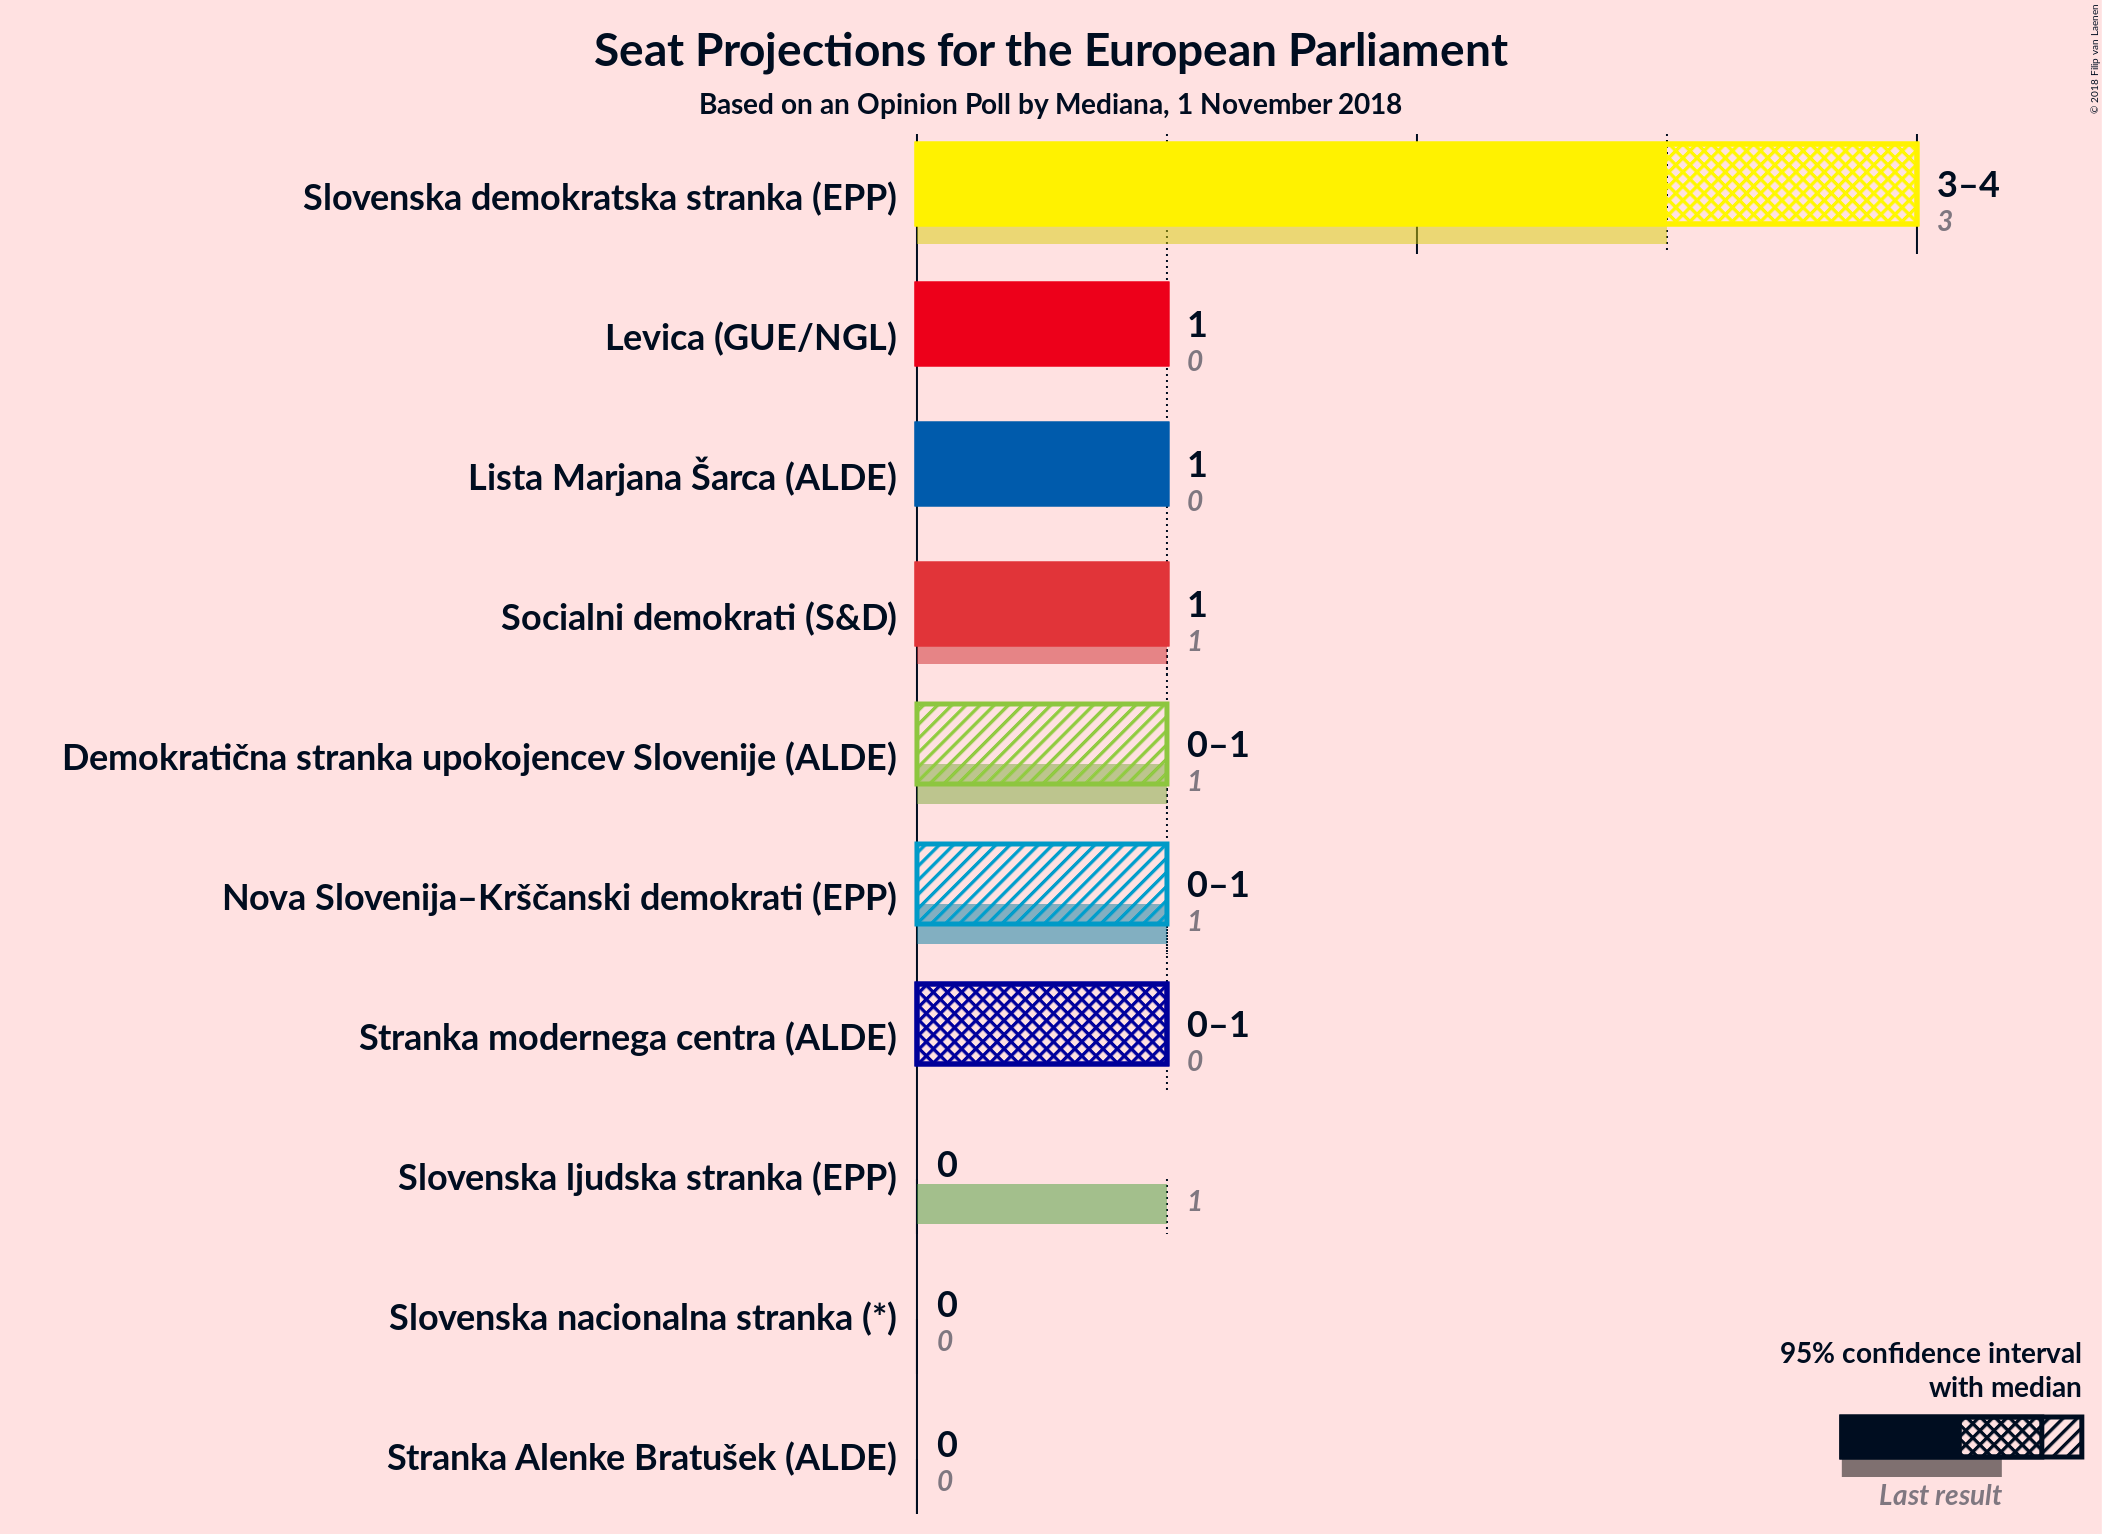 Seat Projections for the European Parliament
Based on an Opinion Poll by Mediana, 1 November 2018
© 2018 Filip van Laenen
Slovenska demokratska stranka (EPP)
3–4
3
Levica (GUE/NGL)
1
0
Lista Marjana Šarca (ALDE)
1
0
Socialni demokrati (S&D)
1
1
Demokratična stranka upokojencev Slovenije (ALDE)
0–1
1
Nova Slovenija–Krščanski demokrati (EPP)
0–1
1
Stranka modernega centra (ALDE)
0–1
0
Slovenska ljudska stranka (EPP)
0
1
Slovenska nacionalna stranka (*)
0
0
Stranka Alenke Bratušek (ALDE)
0
0
95% confidence interval
with median
Last result